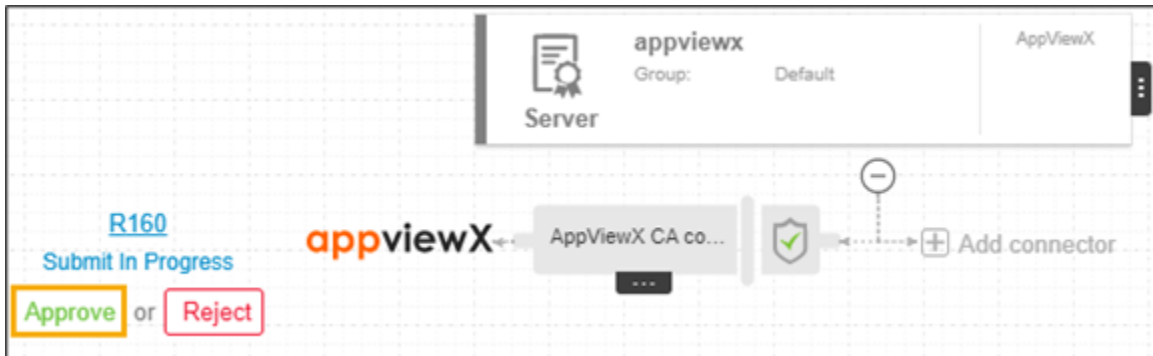 appviewx
AppViewX
Group: Default
Server
R160
Submit In Progress
Approve or Reject
appviewX
AppViewX CA co...
Add connector